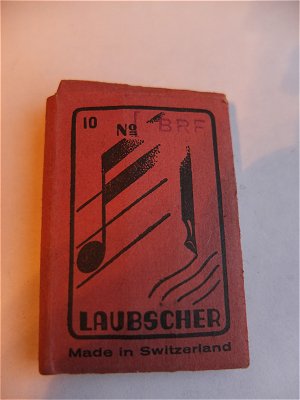 10 № BRF
LAUBSCHER
Made in Switzerland